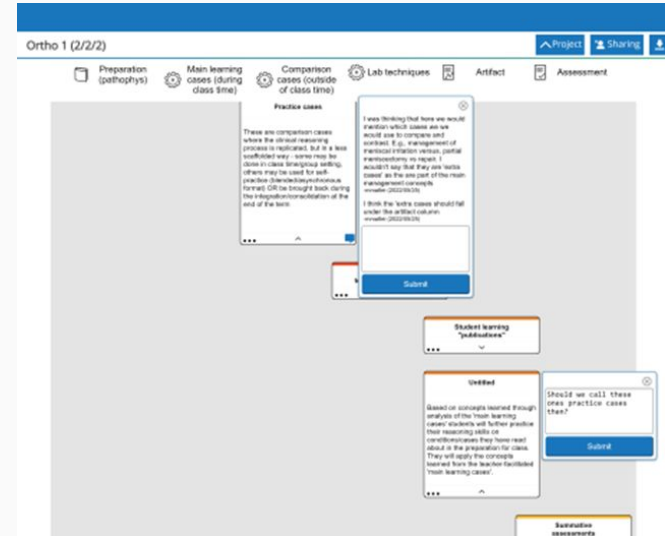 Ortho 1 (2/2/2)
Project
Sharing
Preparation
(pathophys)
Main learning
cases (during
class time)
Comparison
cases (outside
of class time)
Lab techniques
Artifact
Assessment
Practice cases
These are comparison cases
where the clinical reasoning
process is replicated, but in a less
scaffolded way - some may be
done in class time/group setting,
others may be used for self-
practice (blended/asynchronous
format) OR be brought back during
the integration/consolidation at the
end of the term
I was thinking that here we would
mention which cases we we
would use to compare and
contrast. E.g., management of
meniscal irritation versus, partial
meniscectomy vs repair. I
wouldn't say that they are 'extra
cases' as the are part of the main
management concepts
(2022/05/25)
I think the 'extra cases should fall
under the artifact column
(2022/05/25)
Submit
Student learning
"publications"
Untitled
Based on concepts learned through
analysis of the 'main learning
cases' students will further practice
their reasoning skills on
conditions/cases they have read
about in the preparation for class.
They will apply the concepts
learned from the teacher-facilitated
'main learning cases'.
Should we call these
ones practice cases
then?
Submit
Summative
assessments